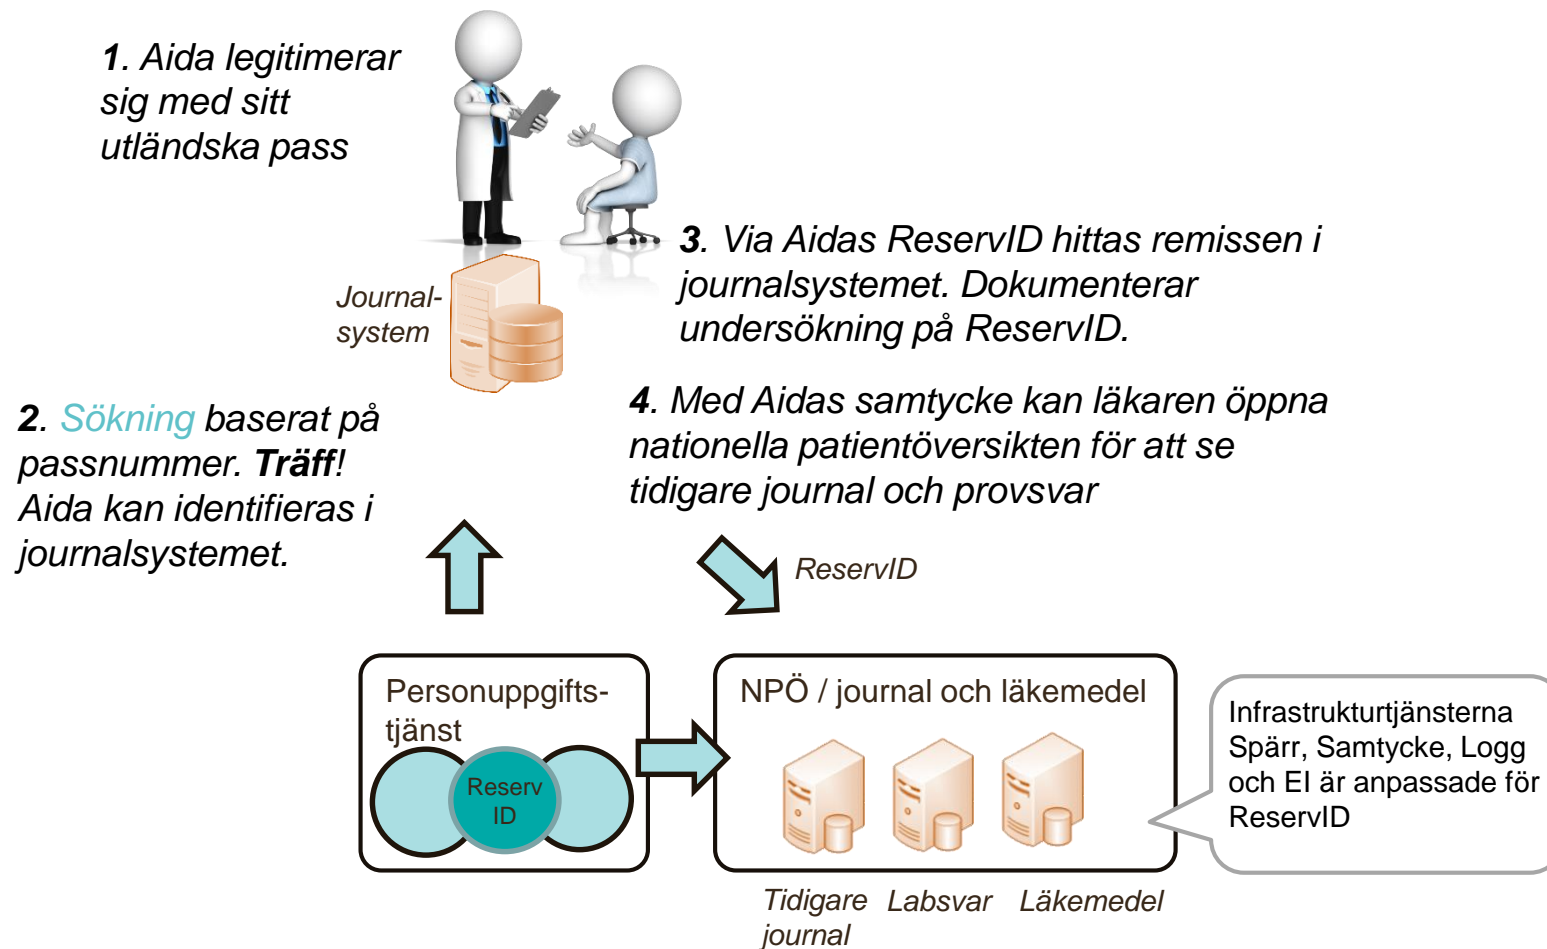 1. Aida legitimerar
sig med sitt
utländska pass
Journal-
system
2. Sökning baserat på
passnummer. Träff!
Aida kan identifieras i
journalsystemet.
3. Via Aidas ReservID hittas remissen i
journalsystemet. Dokumenterar
undersökning på ReservID.
4. Med Aidas samtycke kan läkaren öppna
nationella patientöversikten för att se
tidigare journal och provsvar
ReservID
Personuppgifts-
tjänst
Reserv
ID
NPÖ / journal och läkemedel
Tidigare
journal
Labsvar
Läkemedel
Infrastrukturtjänsterna
Spärr, Samtycke, Logg
och EI är anpassade för
ReservID